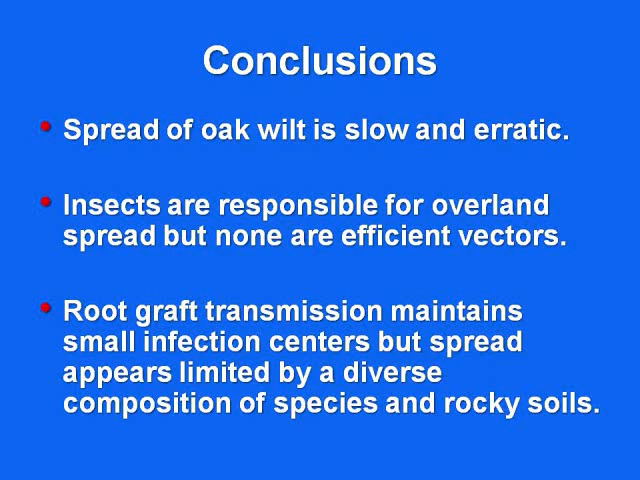 Conclusions
• Spread of oak wilt is slow and erratic.
• Insects are responsible for overland
spread but none are efficient vectors.
• Root graft transmission maintains
small infection centers but spread
appears limited by a diverse
composition of species and rocky soils.